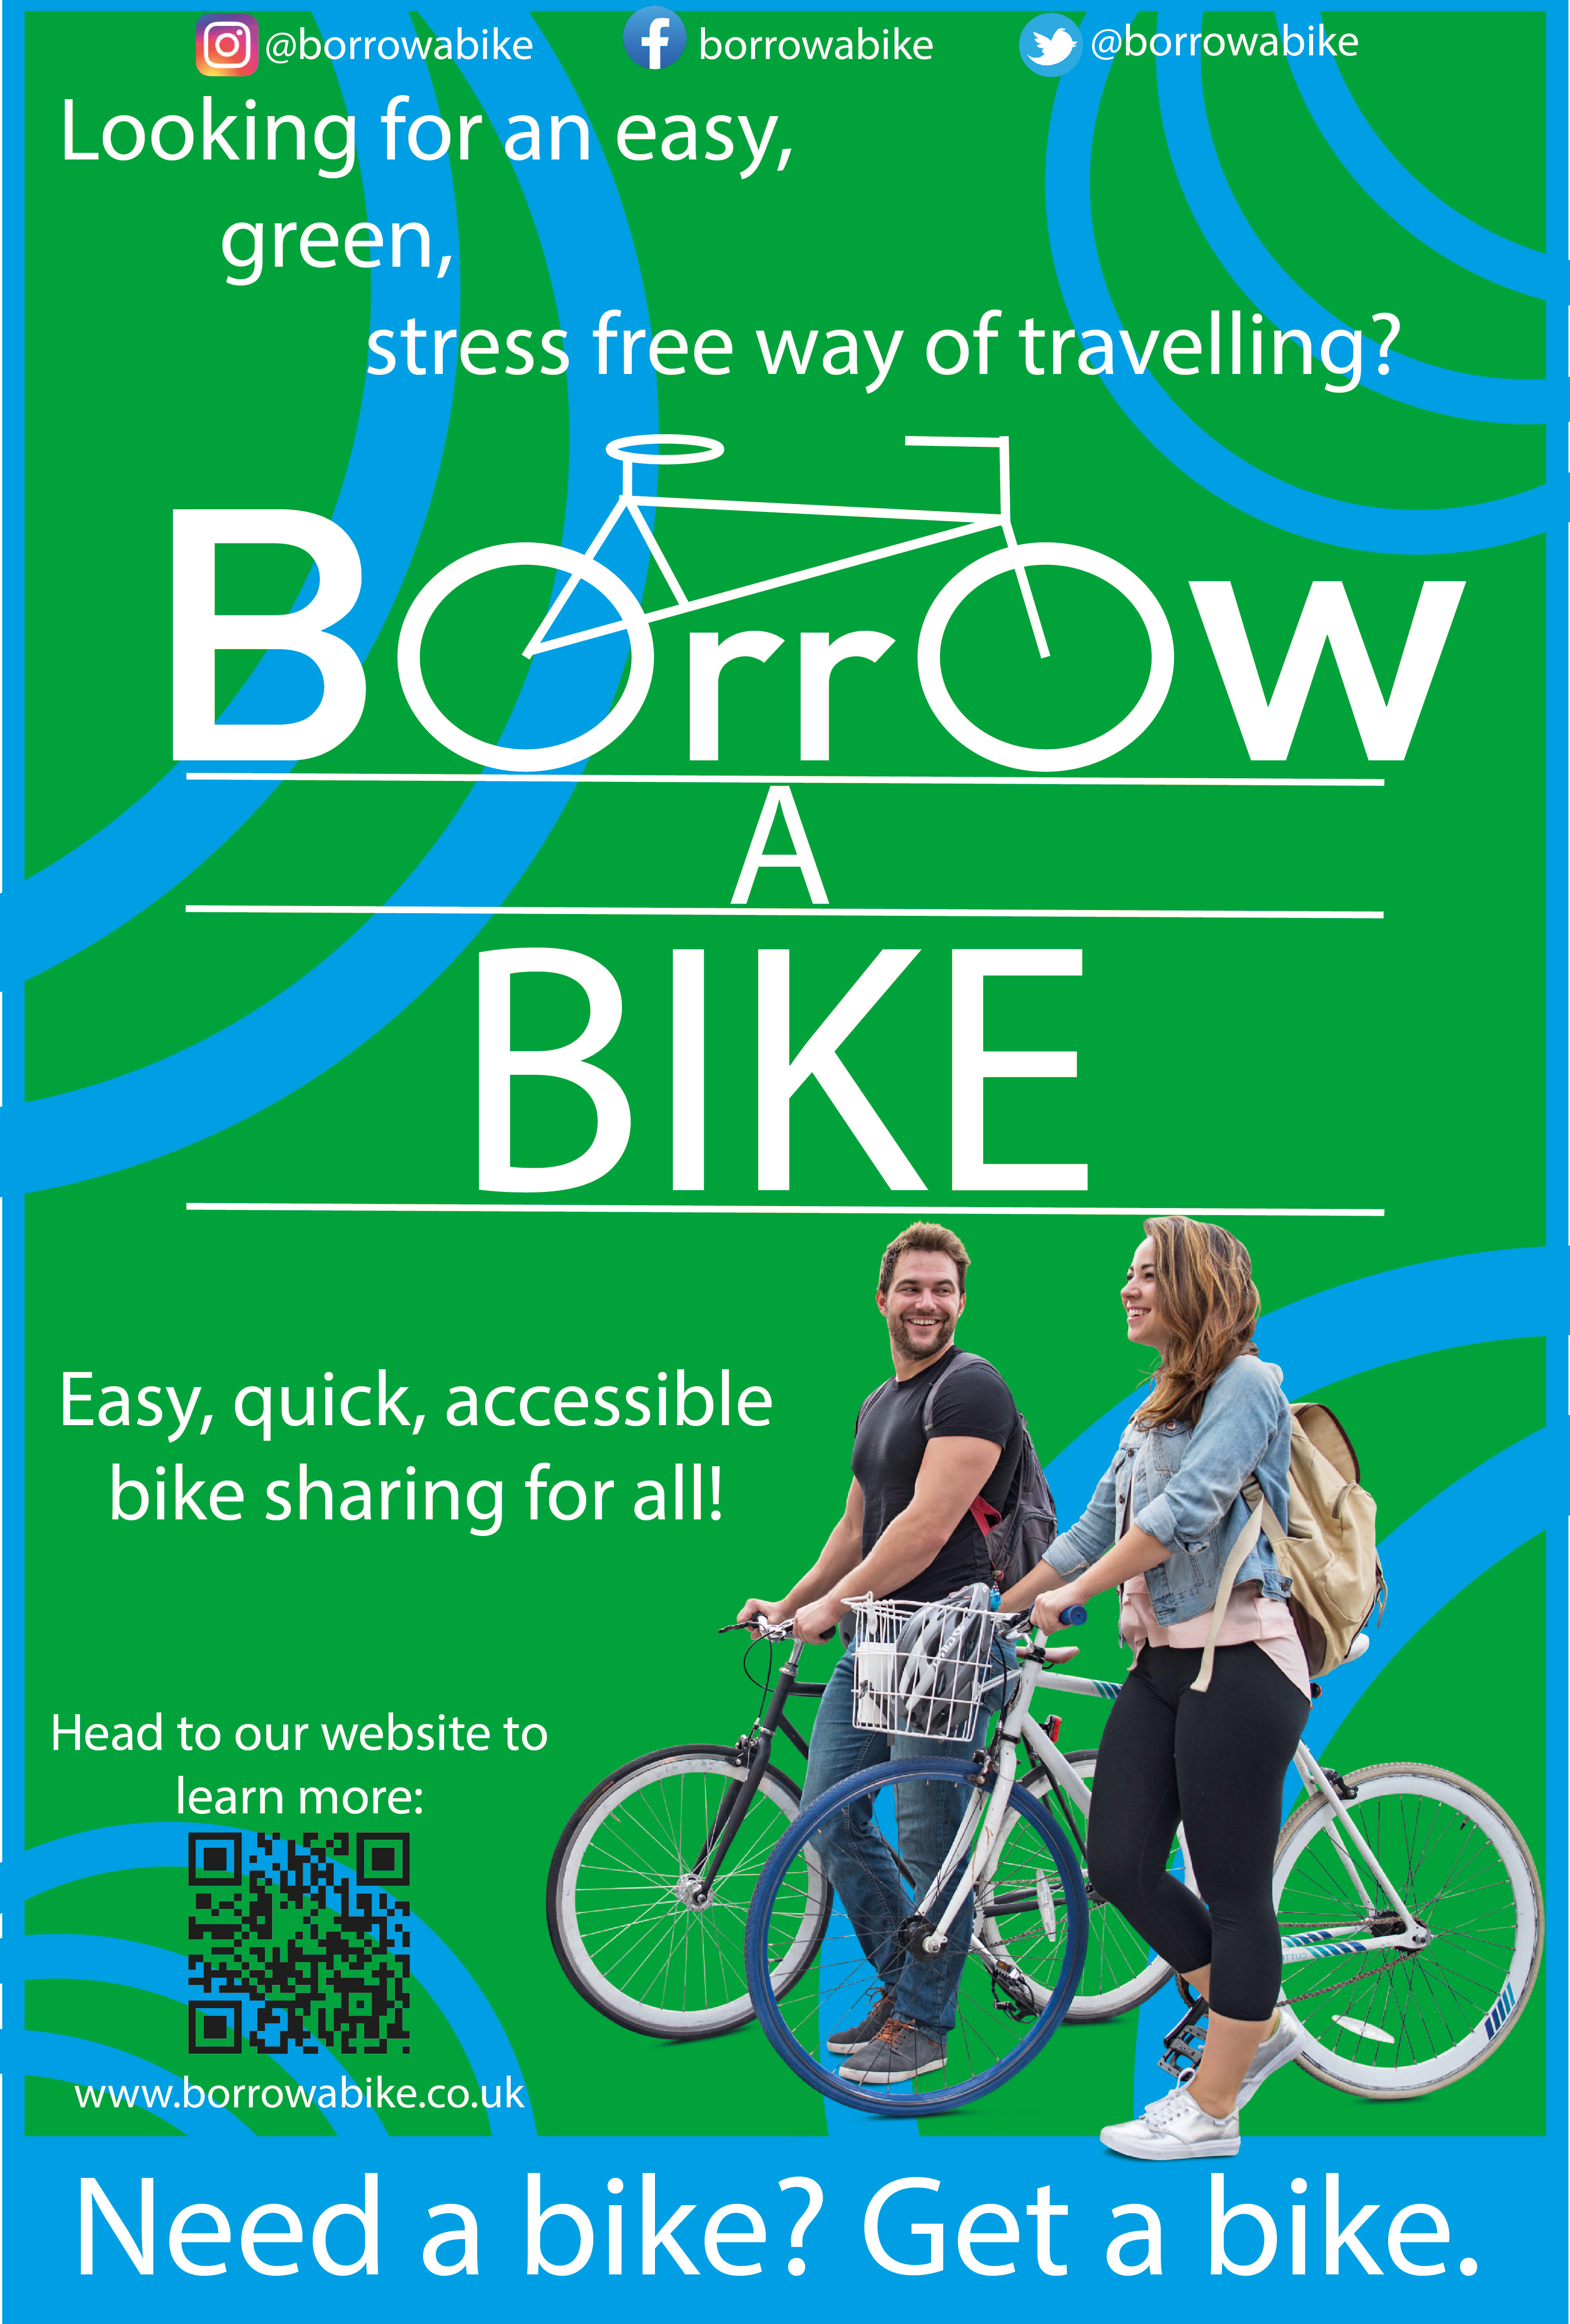 @borrowabike
borrowabike
@borrowabike
Looking for an easy,
green,
stress free way of travelling?
Borrow
A
BIKE
Easy, quick, accessible
bike sharing for all!
Head to our website to
learn more:
www.borrowabike.co.uk
Need a bike? Get a bike.